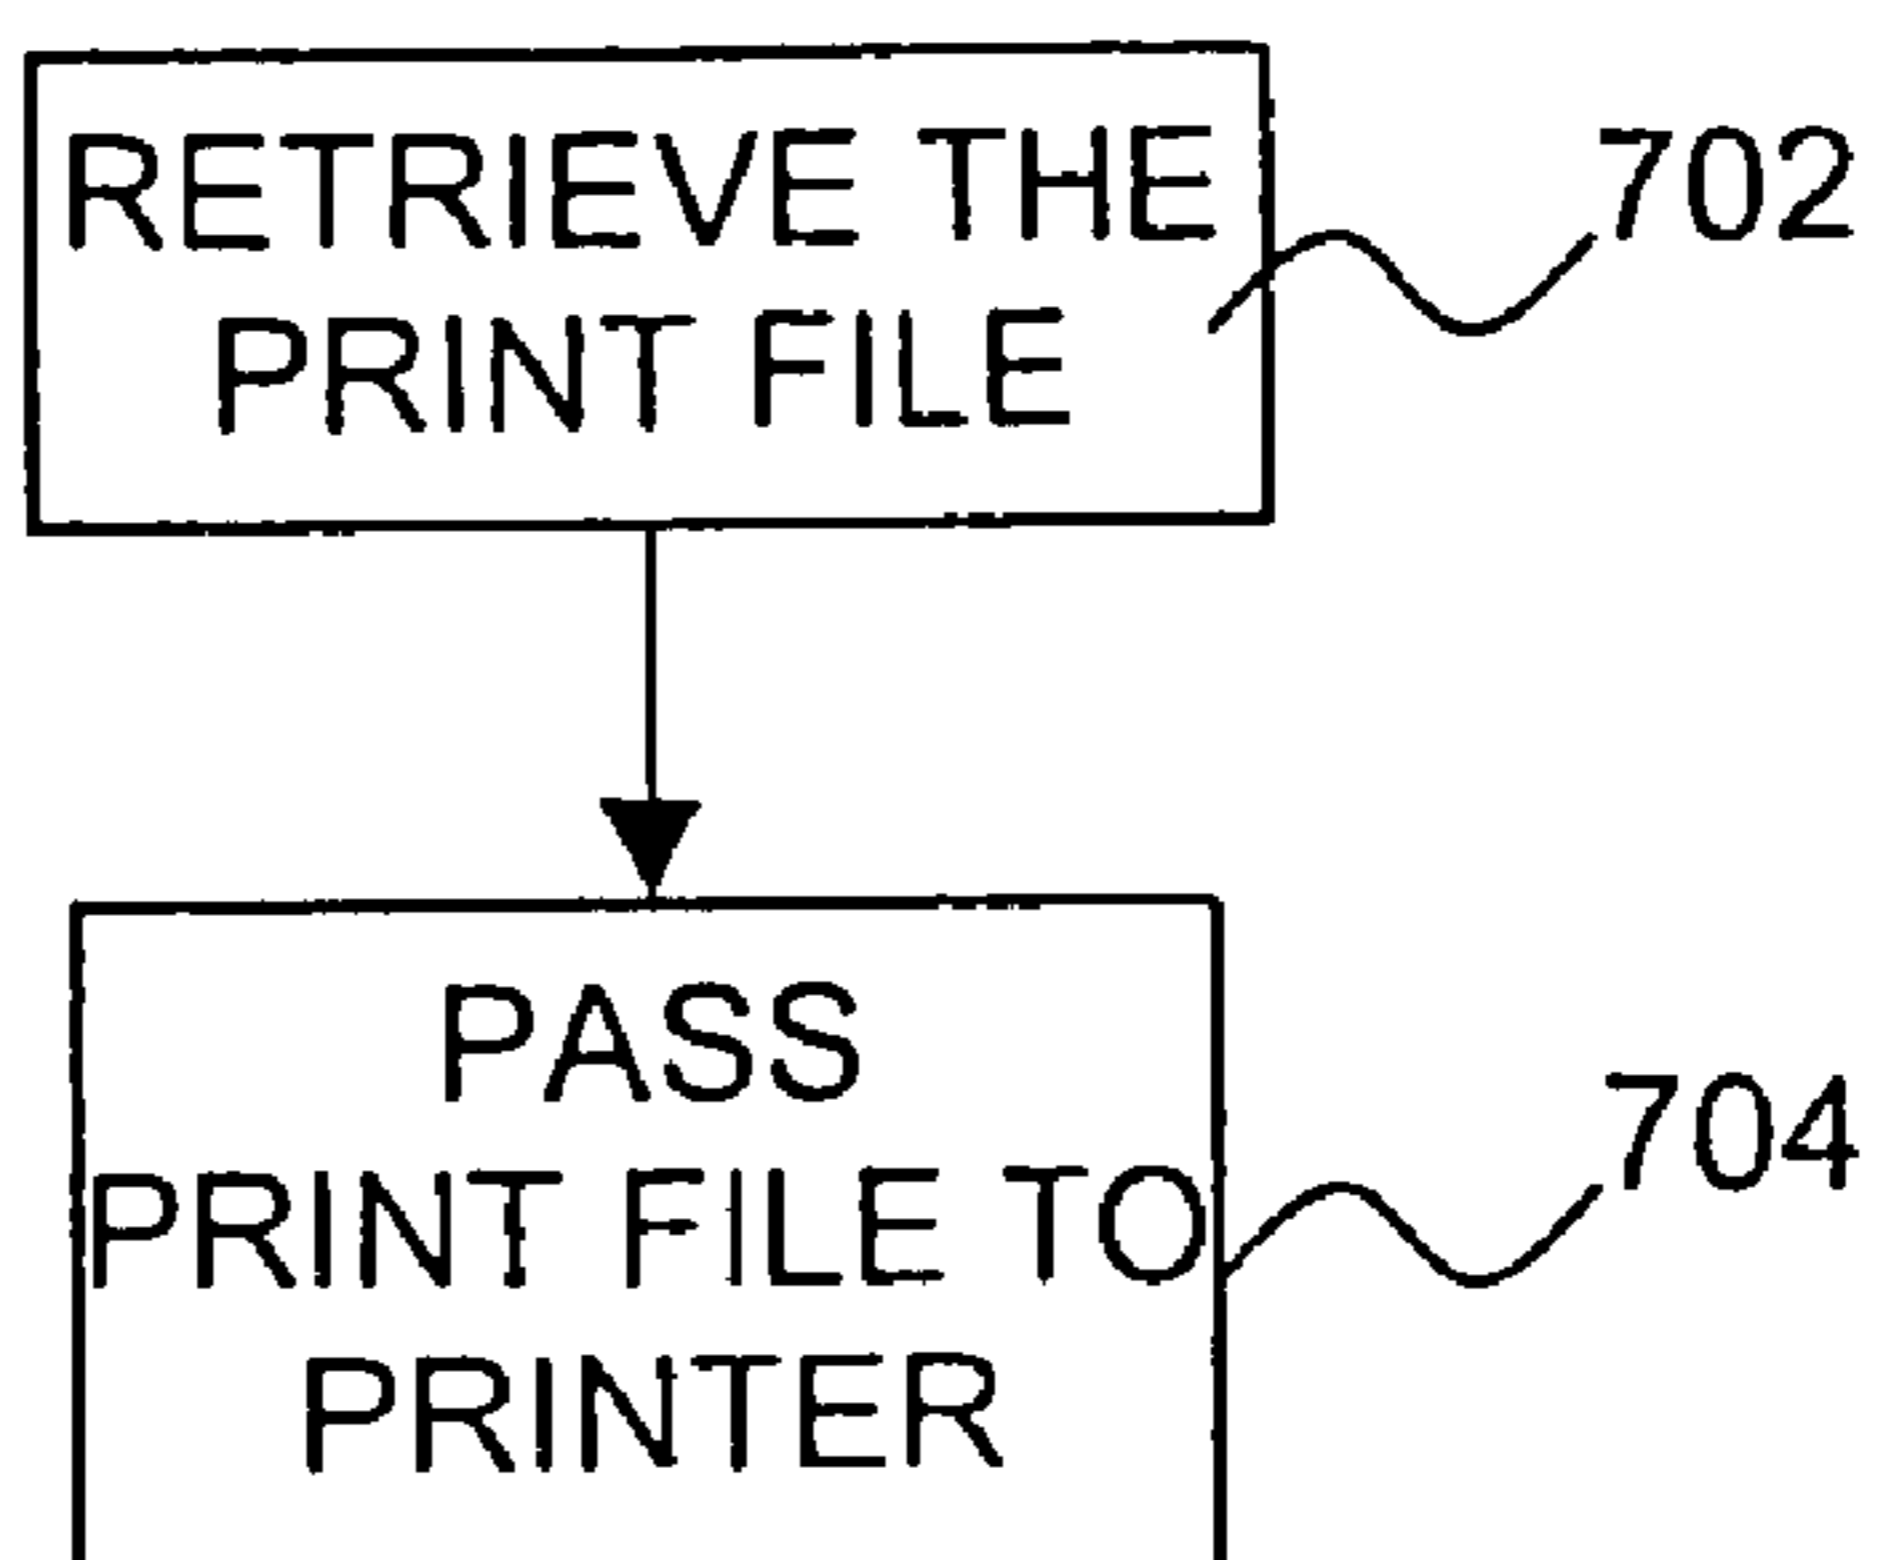 RETRIEVE THE
PRINT FILE
702
PASS
PRINT FILE TO
PRINTER
704